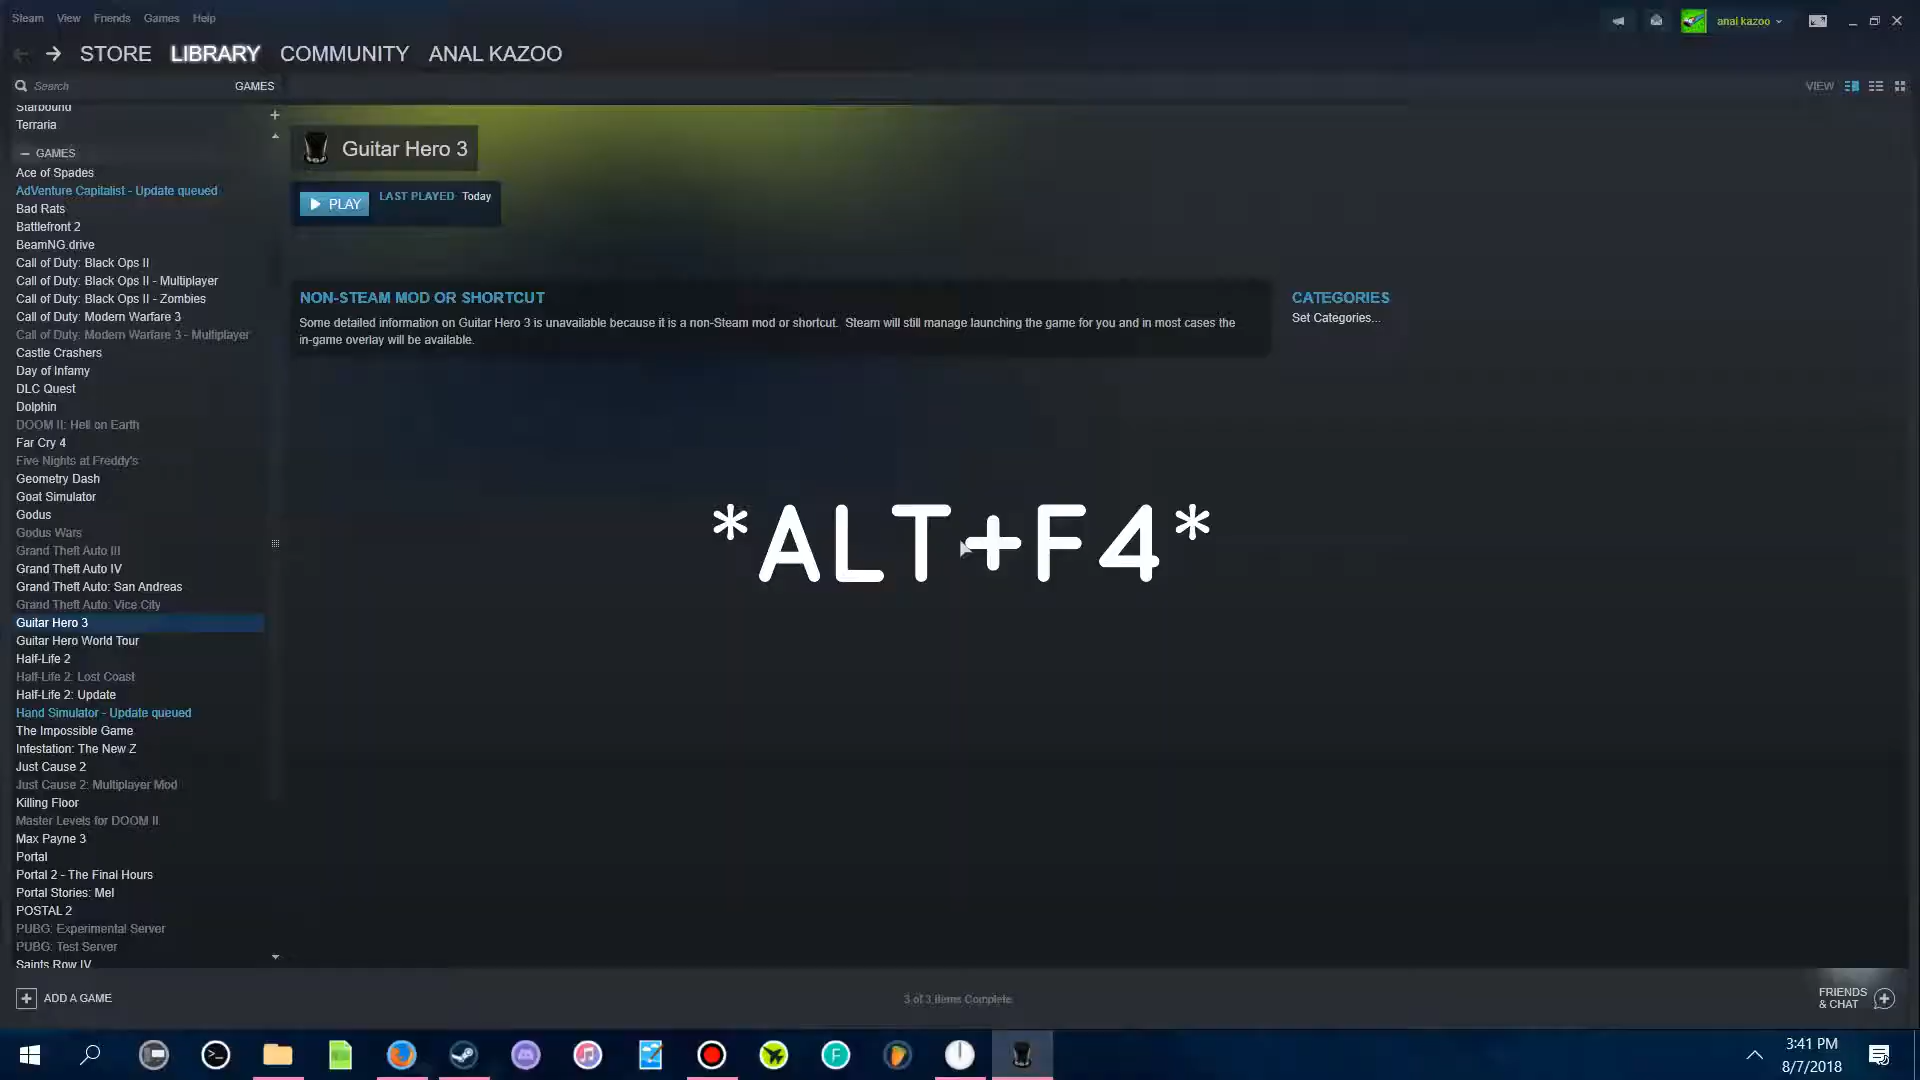 Steam View Friends Games Help
anal kazoo
STORE LIBRARY COMMUNITY ANAL KAZOO
Search GAMES
VIEW
Starbound
Terraria
— GAMES
Ace of Spades
AdVenture Capitalist - Update queued
Bad Rats
Battlefront 2
BeamNG.drive
Call of Duty: Black Ops II
Call of Duty: Black Ops II - Multiplayer
Call of Duty: Black Ops II - Zombies
Call of Duty: Modern Warfare 3
Call of Duty: Modern Warfare 3 - Multiplayer
Castle Crashers
Day of Infamy
DLC Quest
Dolphin
DOOM II: Hell on Earth
Far Cry 4
Five Nights at Freddy's
Geometry Dash
Goat Simulator
Godus
Godus Wars
Grand Theft Auto III
Grand Theft Auto IV
Grand Theft Auto: San Andreas
Grand Theft Auto: Vice City
Guitar Hero 3
Guitar Hero World Tour
Half-Life 2
Half-Life 2: Lost Coast
Half-Life 2: Update
Hand Simulator - Update queued
The Impossible Game
Infestation: The New Z
Just Cause 2
Just Cause 2: Multiplayer Mod
Killing Floor
Master Levels for DOOM II
Max Payne 3
Portal
Portal 2 - The Final Hours
Portal Stories: Mel
POSTAL 2
PUBG: Experimental Server
PUBG: Test Server
Saints Row IV
Guitar Hero 3
PLAY
LAST PLAYED Today
NON-STEAM MOD OR SHORTCUT
Some detailed information on Guitar Hero 3 is unavailable because it is a non-Steam mod or shortcut. Steam will still manage launching the game for you and in most cases the
in-game overlay will be available.
CATEGORIES
Set Categories...
*ALT+F4*
ADD A GAME
3 of 3 Items Complete
FRIENDS
& CHAT
3:41 PM
8/7/2018